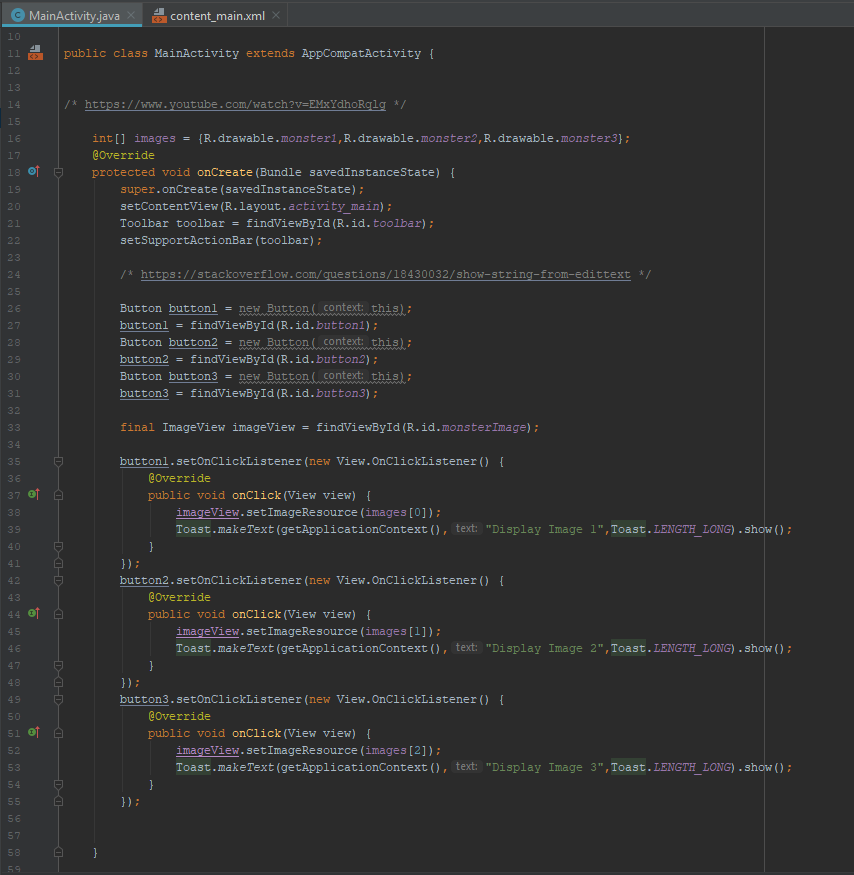 MainActivity.java × content_main.xml ×
10
11 public class MainActivity extends AppCompatActivity {
12
13
14 /* https://www.youtube.com/watch?v=EMxYdhoRqlg */
15
16 int[] images = {R.drawable.monster1,R.drawable.monster2,R.drawable.monster3};
17 @Override
18 protected void onCreate(Bundle savedInstanceState) {
19 super.onCreate(savedInstanceState);
20 setContentView(R.layout.activity_main);
21 Toolbar toolbar = findViewById(R.id.toolbar);
22 setSupportActionBar(toolbar);
23
24 /* https://stackoverflow.com/questions/18430032/show-string-from-edittext */
25
26 Button button1 = new Button( context: this);
27 button1 = findViewById(R.id.button1);
28 Button button2 = new Button( context: this);
29 button2 = findViewById(R.id.button2);
30 Button button3 = new Button( context: this);
31 button3 = findViewById(R.id.button3);
32
33 final ImageView imageView = findViewById(R.id.monsterImage);
34
35 button1.setOnClickListener(new View.OnClickListener() {
36 @Override
37 public void onClick(View view) {
38 imageView.setImageResource(images[0]);
39 Toast.makeText(getApplicationContext(), text: "Display Image 1",Toast.LENGTH_LONG).show();
40 }
41 });
42 button2.setOnClickListener(new View.OnClickListener() {
43 @Override
44 public void onClick(View view) {
45 imageView.setImageResource(images[1]);
46 Toast.makeText(getApplicationContext(), text: "Display Image 2",Toast.LENGTH_LONG).show();
47 }
48 });
49 button3.setOnClickListener(new View.OnClickListener() {
50 @Override
51 public void onClick(View view) {
52 imageView.setImageResource(images[2]);
53 Toast.makeText(getApplicationContext(), text: "Display Image 3",Toast.LENGTH_LONG).show();
54 }
55 });
56
57
58 }
59